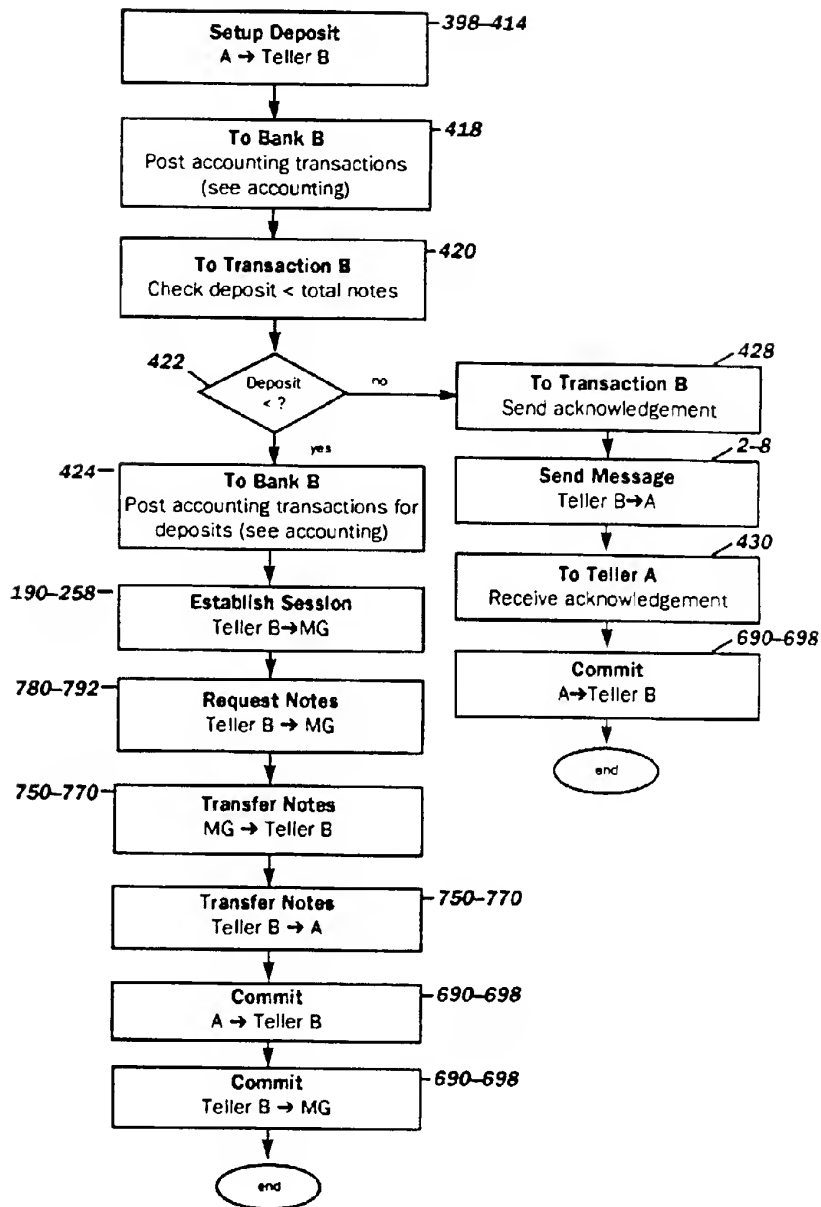 Setup Deposit
A → Teller B
398–414
To Bank B
Post accounting transactions
(see accounting)
418
To Transaction B
Check deposit < total notes
420
422
Deposit
< ?
no
yes
428
To Transaction B
Send acknowledgement
2–8
Send Message
Teller B→A
430
To Teller A
Receive acknowledgement
690–698
Commit
A→Teller B
end
424
To Bank B
Post accounting transactions for
deposits (see accounting)
190–258
Establish Session
Teller B→MG
780–792
Request Notes
Teller B → MG
750–770
Transfer Notes
MG → Teller B
Transfer Notes
Teller B → A
750–770
Commit
A → Teller B
690–698
Commit
Teller B → MG
690–698
end